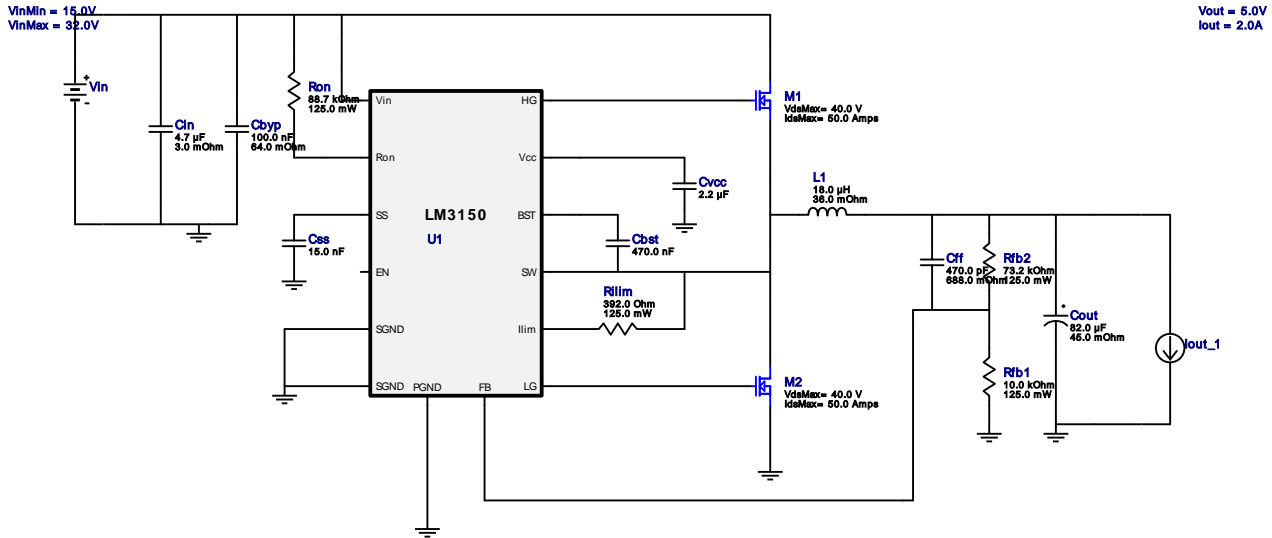 VinMin = 15.0V
VinMax = 32.0V
Vout = 5.0V
Iout = 2.0A
Vin
Cin
4.7 µF
3.0 mOhm
Cbyp
100.0 nF
64.0 mOhm
Ron
88.7 kOhm
125.0 mW
Vin
Ron
SS
EN
SGND
SGND
PGND
FB
LM3150
U1
HG
Vcc
BST
SW
Ilim
LG
Css
15.0 nF
Cvcc
2.2 µF
Cbst
470.0 nF
Rilim
392.0 Ohm
125.0 mW
M1
VdsMax= 40.0 V
IdsMax= 50.0 Amps
L1
18.0 µH
36.0 mOhm
M2
VdsMax= 40.0 V
IdsMax= 50.0 Amps
Cff
470.0 pF
688.0 mOhm
Rfb2
73.2 kOhm
125.0 mW
Rfb1
10.0 kOhm
125.0 mW
Cout
82.0 µF
45.0 mOhm
Iout_1